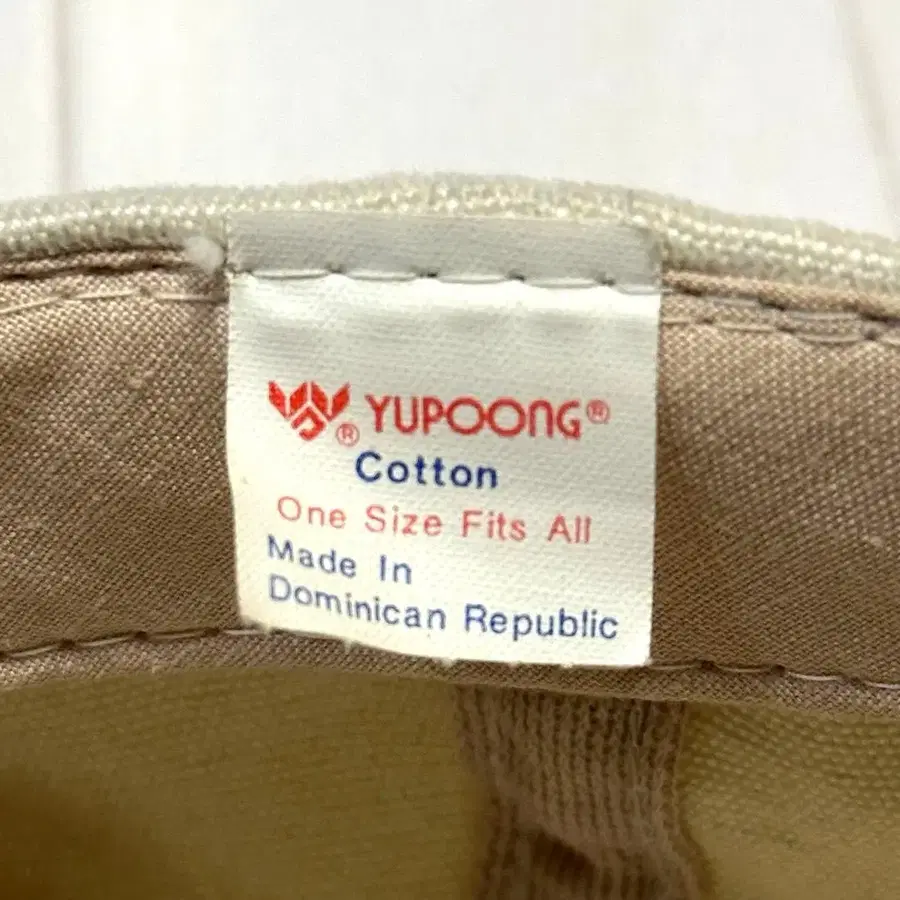 ® YUPOONG®
Cotton
One Size Fits All
Made In
Dominican Republic